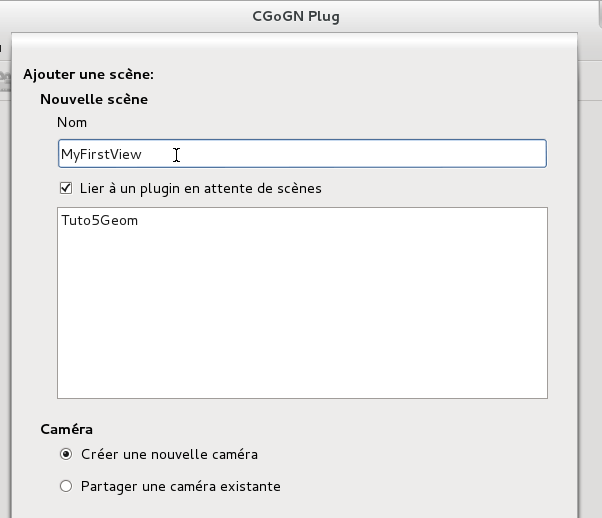 CGoGN Plug
Ajouter une scène:
Nouvelle scène
Nom
MyFirstView
Lier à un plugin en attente de scènes
Tuto5Geom
Caméra
Créer une nouvelle caméra
Partager une caméra existante